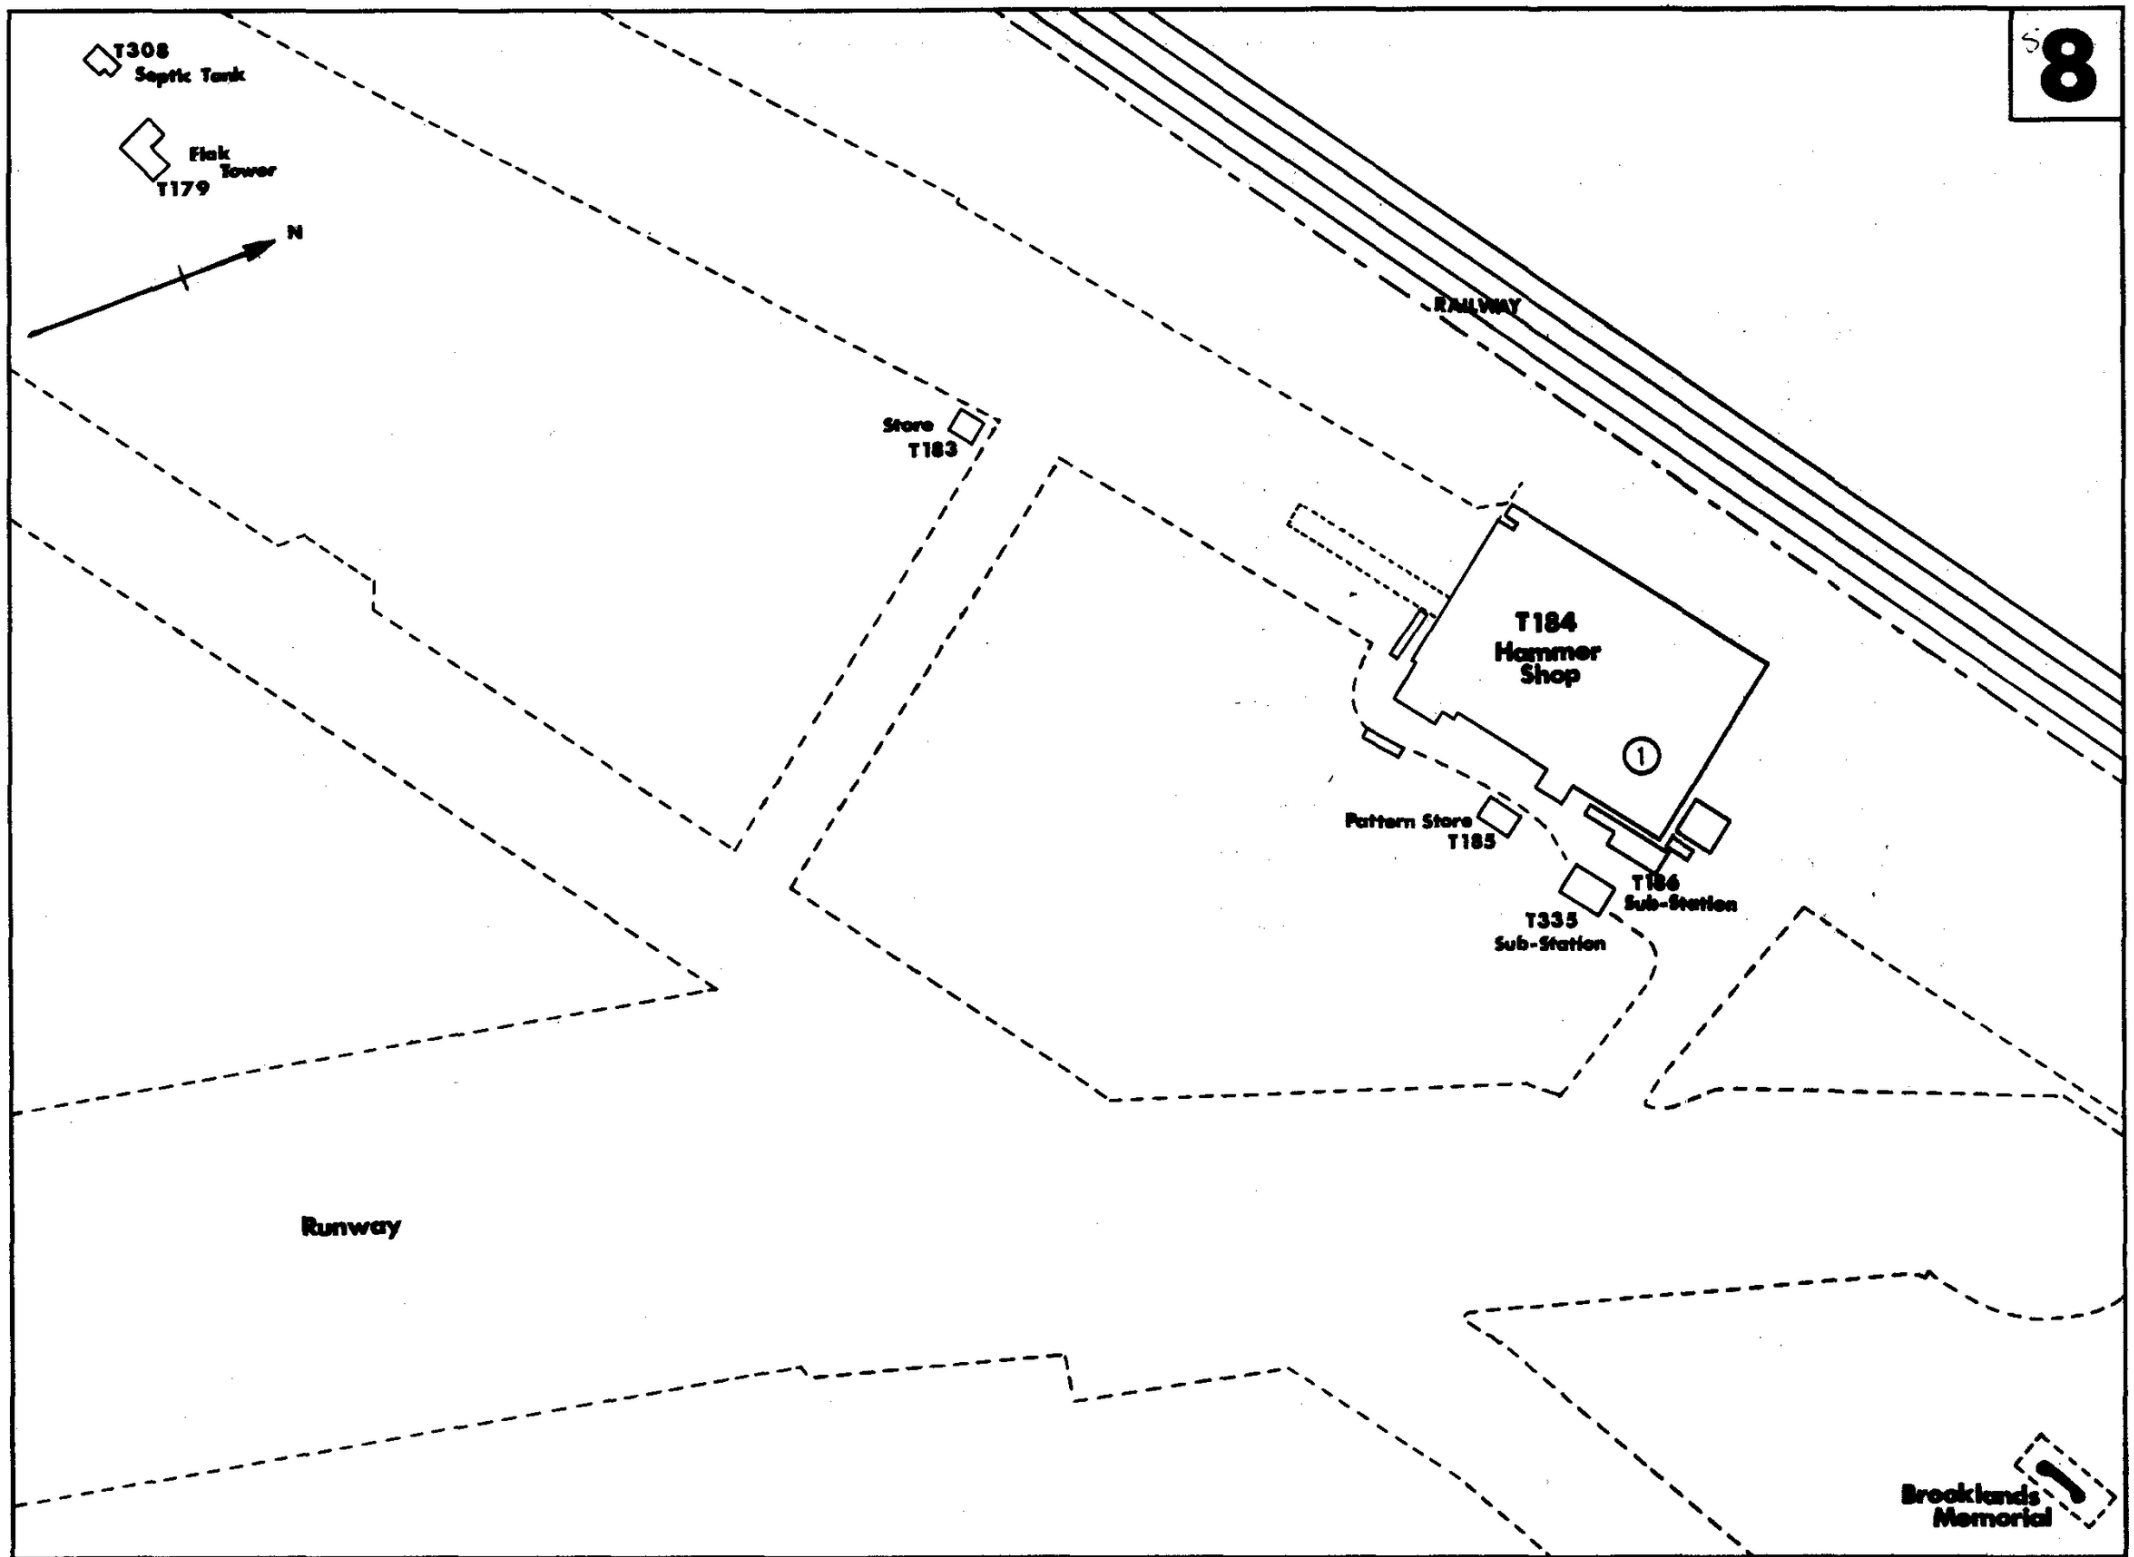 8
T308
Septic Tank
Flak
Tower
T179
N
RAILWAY
Store
T183
T184
Hammer
Shop
1
Pattern Store
T185
T186
Sub-Station
T335
Sub-Station
Runway
Brooklands
Memorial